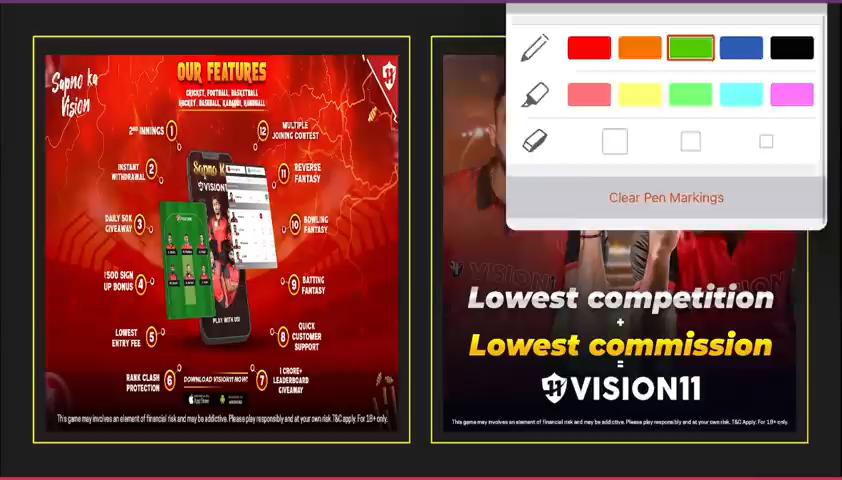 Sapno ka
Vision
OUR FEATURES
CRICKET, FOOTBALL, BASKETBALL
HOCKEY, BASEBALL, KABADDI, HANDBALL
2ND INNINGS 1
12 MULTIPLE
JOINING CONTEST
INSTANT
WITHDRAWAL 2
11 REVERSE
FANTASY
DAILY 50K
GIVEAWAY 3
10 BOWLING
FANTASY
₹500 SIGN
UP BONUS 4
9 BATTING
FANTASY
LOWEST
ENTRY FEE 5
8 QUICK
CUSTOMER
SUPPORT
RANK CLASH
PROTECTION 6
7 1 CRORE+
LEADERBOARD
GIVEAWAY
PLAY WITH US!
DOWNLOAD VISION11 NOW!
App Store
This game may involves an element of financial risk and may be addictive. Please play responsibly and at your own risk. T&C Apply. For 18+ only.
Clear Pen Markings
VISION11
Lowest competition
+
Lowest commission
=
VISION11
This game may involves an element of financial risk and may be addictive. Please play responsibly and at your own risk. T&C Apply. For 18+ only.